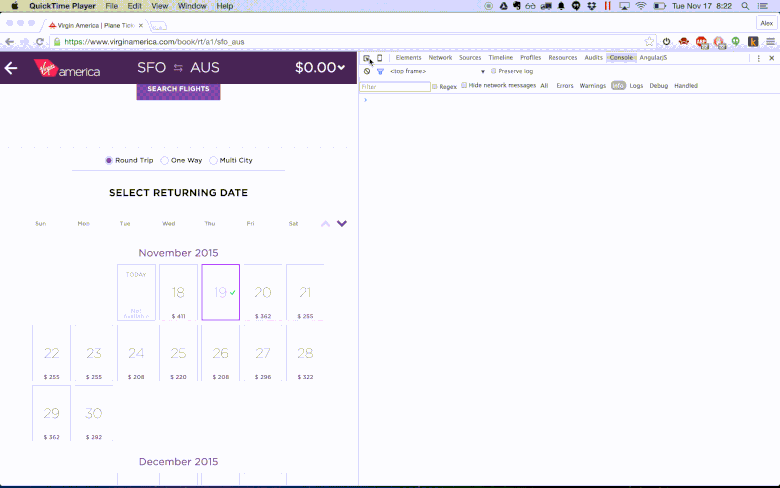 QuickTime Player File Edit View Window Help Tue Nov 17 8:22
Virgin America | Plane Tick Alex
https://www.virginamerica.com/book/rt/a1/sfo_aus
Elements Network Sources Timeline Profiles Resources Audits Console AngularJS
virgin america SFO AUS $0.00
<top frame> Preserve log
SEARCH FLIGHTS
Filter Regex Hide network messages All Errors Warnings Info Logs Debug Handled
Round Trip One Way Multi City
SELECT RETURNING DATE
Sun Mon Tue Wed Thu Fri Sat
November 2015
TODAY
18 19 20 21
Not Available
$ 411 $ 362 $ 255
22 23 24 25 26 27 28
$ 255 $ 255 $ 208 $ 220 $ 208 $ 296 $ 322
29 30
$ 362 $ 292
December 2015